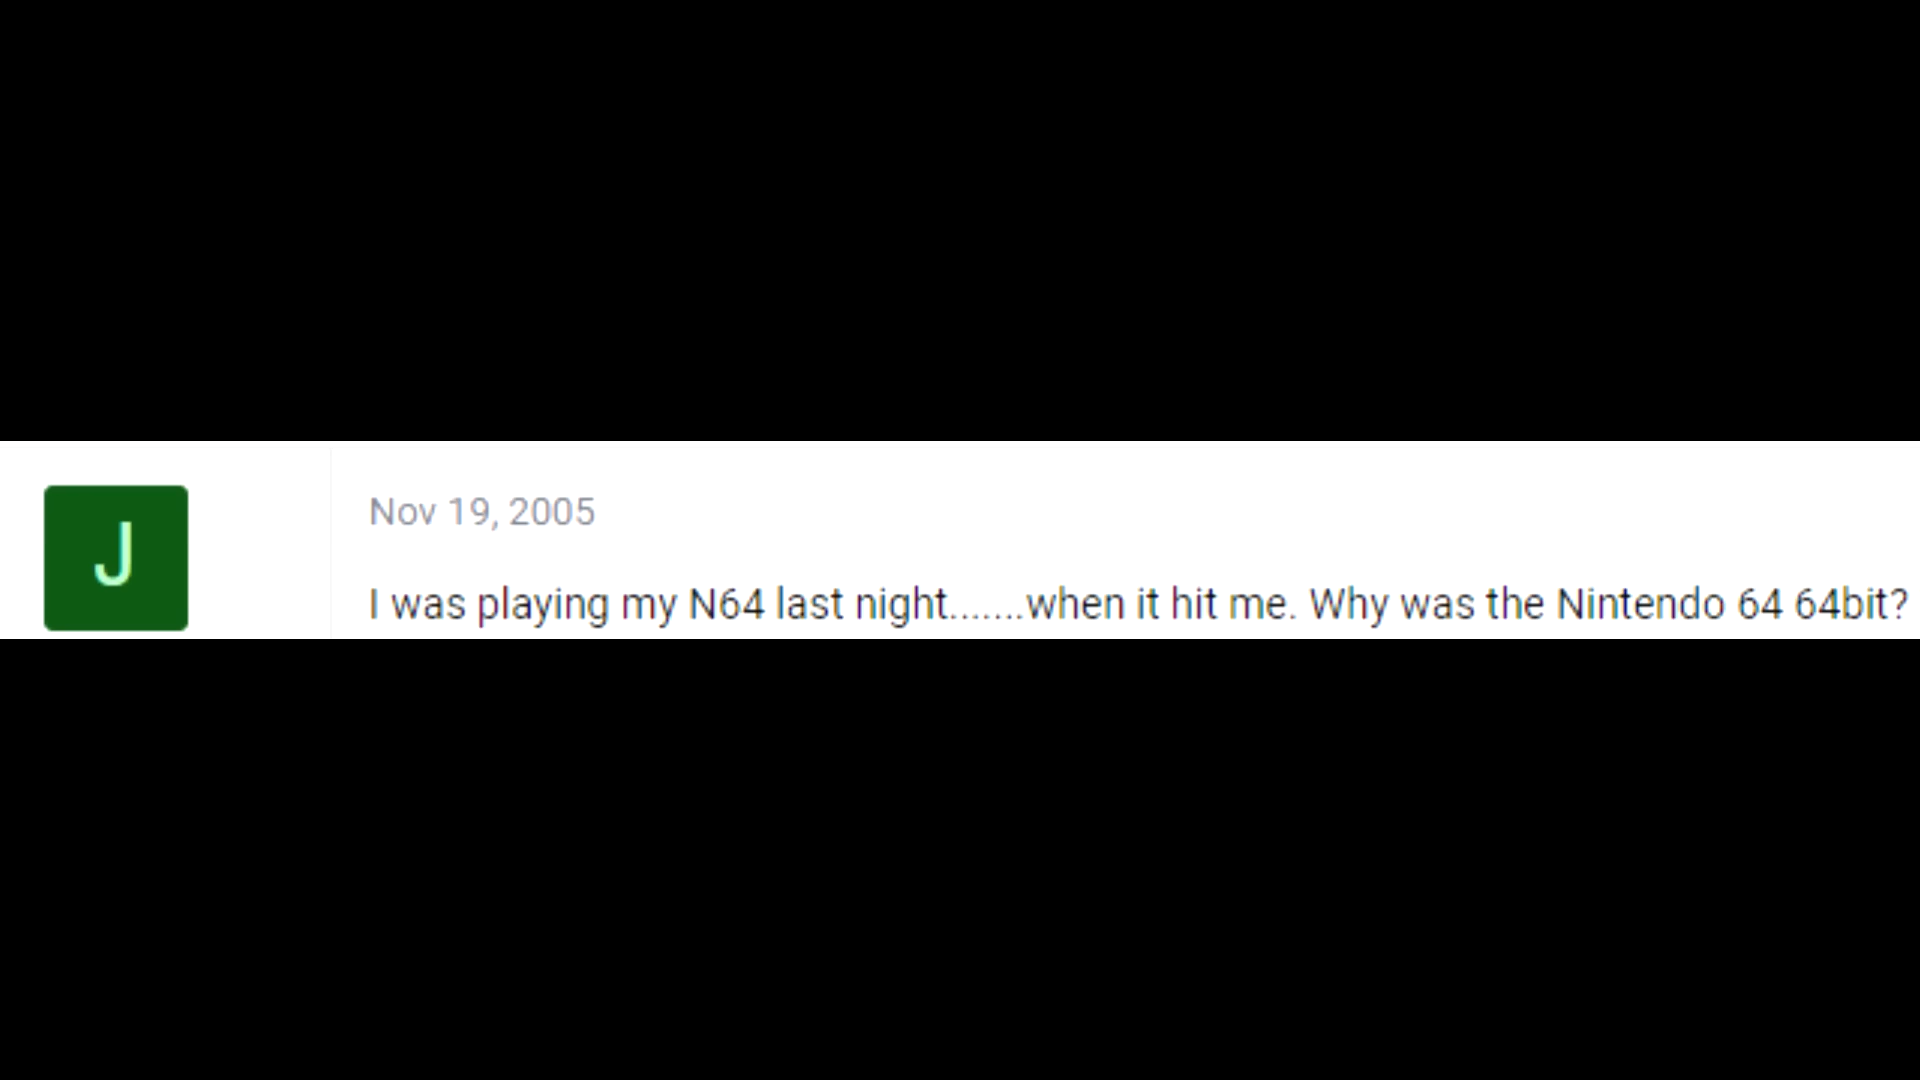 J
Nov 19, 2005
I was playing my N64 last night.......when it hit me. Why was the Nintendo 64 64bit?